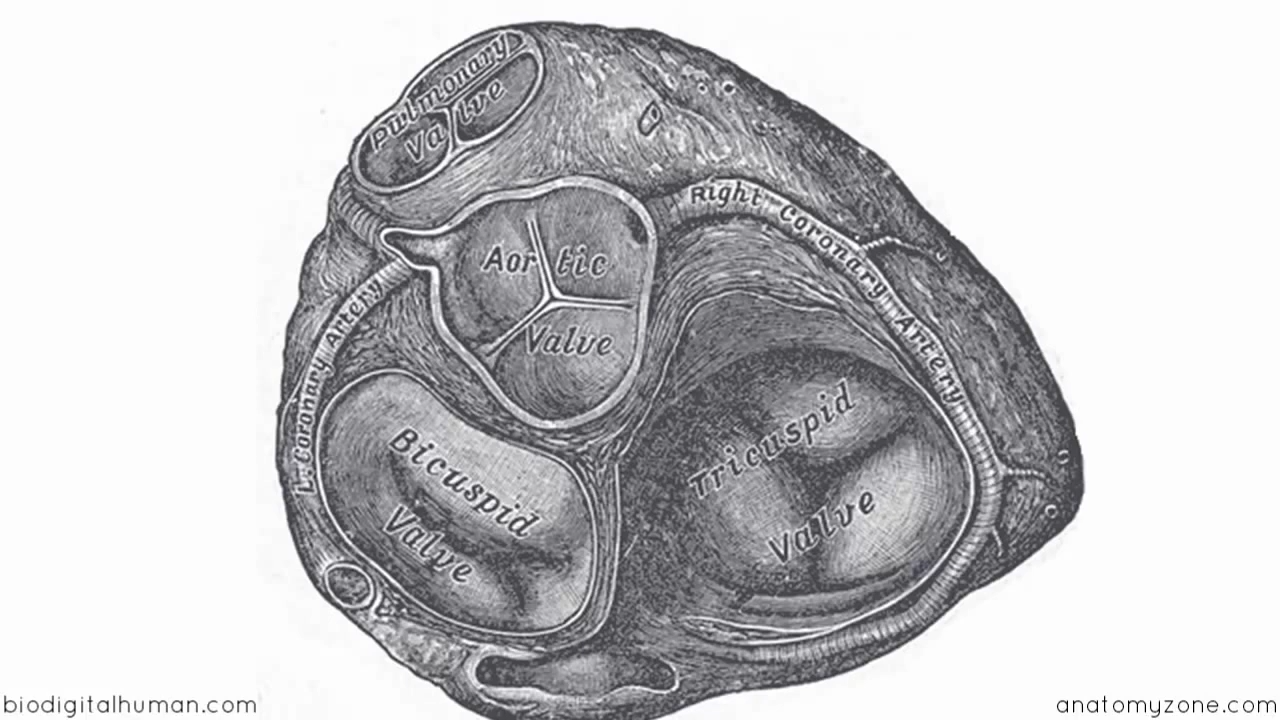 Pulmonary
Valve
Right Coronary Artery
Aortic
Valve
L. Coronary Artery
Tricuspid
Valve
Bicuspid
Valve
biodigitalhuman.com
anatomyzone.com